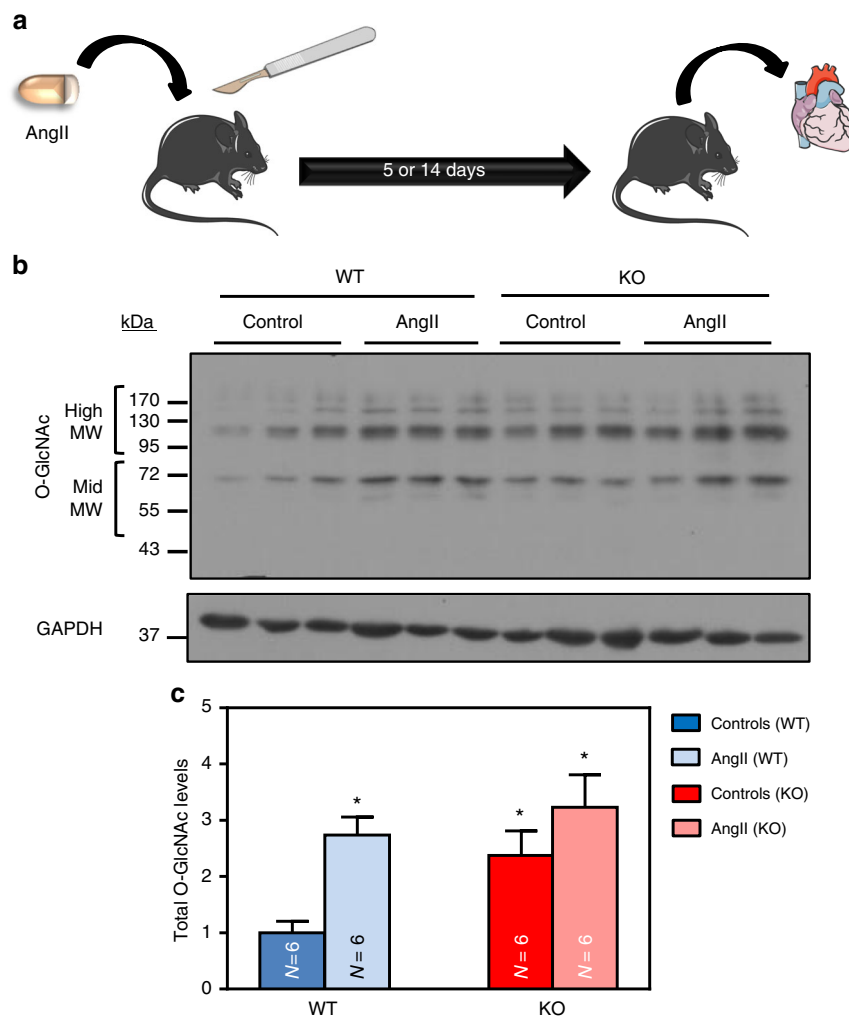 a
AngII
5 or 14 days
b
WT KO
kDa Control AngII Control AngII
O-GlcNAc
High MW
Mid MW
170
130
95
72
55
43
GAPDH 37
c
Total O-GlcNAc levels
5
4
3
2
1
0
*
*
*
N = 6
N = 6
N = 6
N = 6
WT KO
Controls (WT)
AngII (WT)
Controls (KO)
AngII (KO)